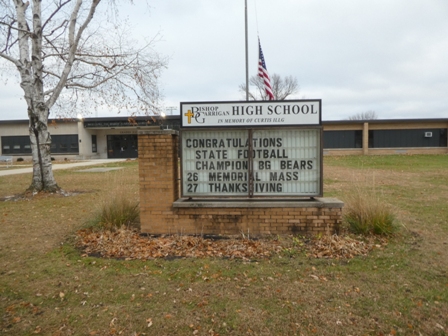 BISHOP GARRIGAN HIGH SCHOOL
IN MEMORY OF CURTIS ILLG
CONGRATULATIONS
STATE FOOTBALL
CHAMPION BG BEARS
26 MEMORIAL MASS
27 THANKSGIVING